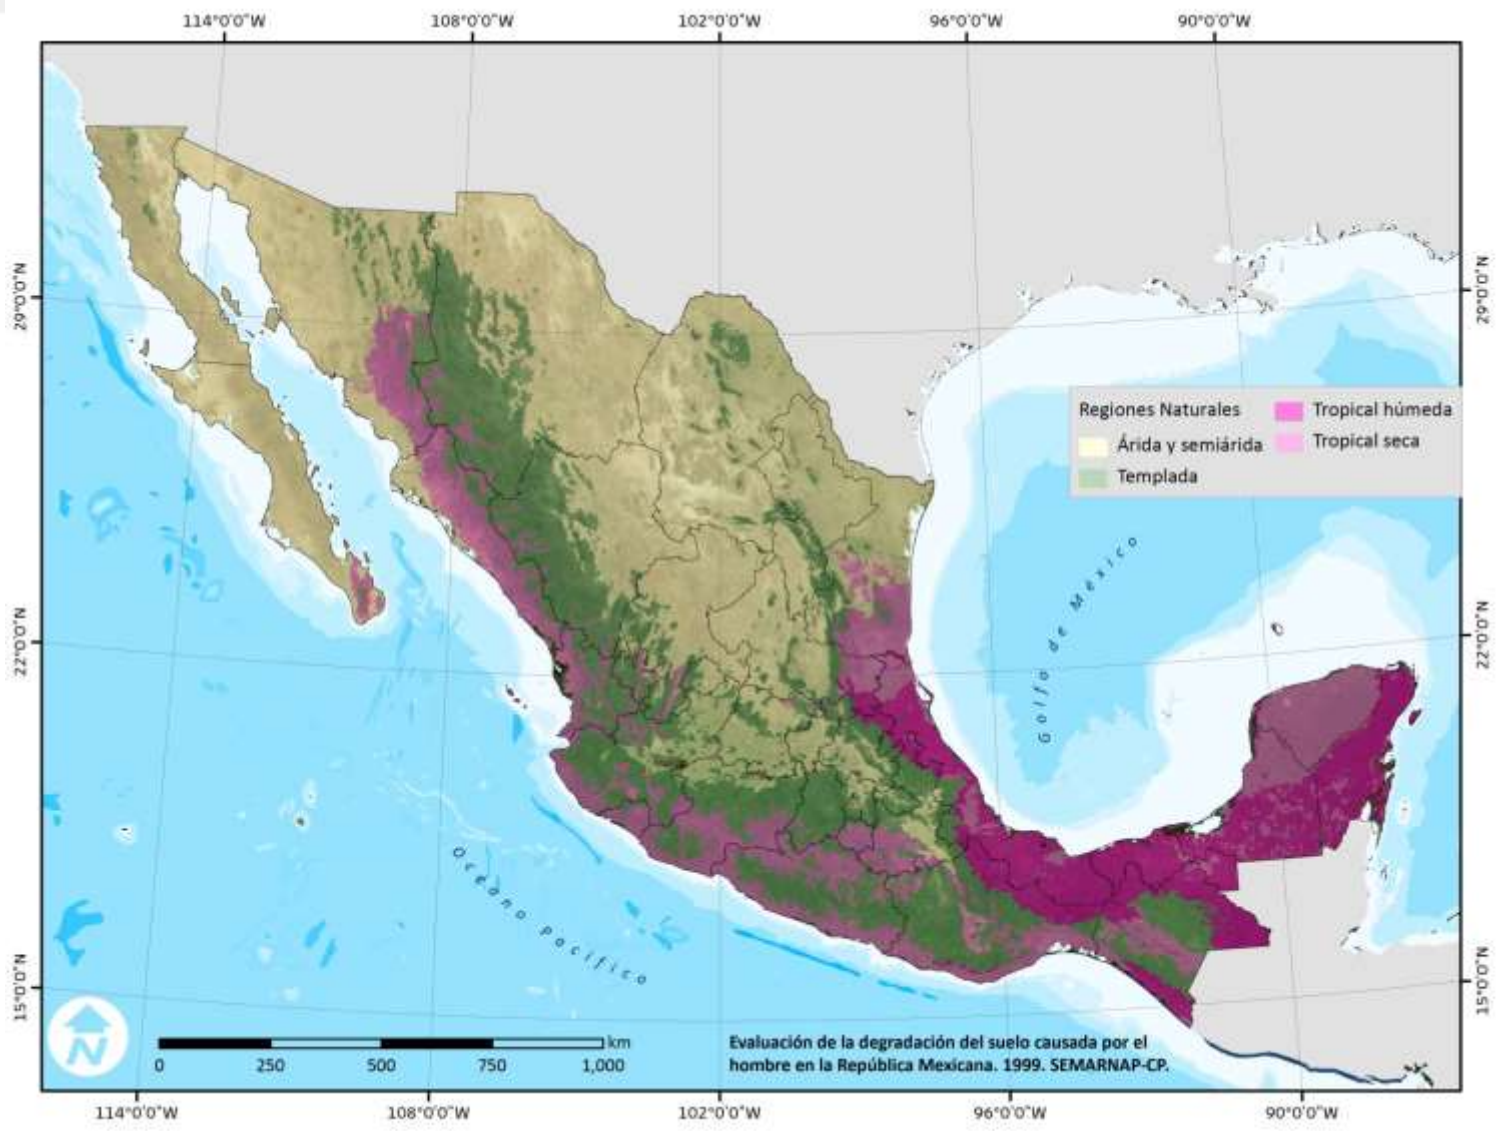 114°0'0"W 108°0'0"W 102°0'0"W 96°0'0"W 90°0'0"W
29°0'0"N
29°0'0"N
Regiones Naturales
Árida y semiárida
Templada
Tropical húmeda
Tropical seca
Golfo de México
22°0'0"N
22°0'0"N
Oceáno pacífico
15°0'0"N
15°0'0"N
N
km
0 250 500 750 1,000
Evaluación de la degradación del suelo causada por el
hombre en la República Mexicana. 1999. SEMARNAP-CP.
114°0'0"W 108°0'0"W 102°0'0"W 96°0'0"W 90°0'0"W